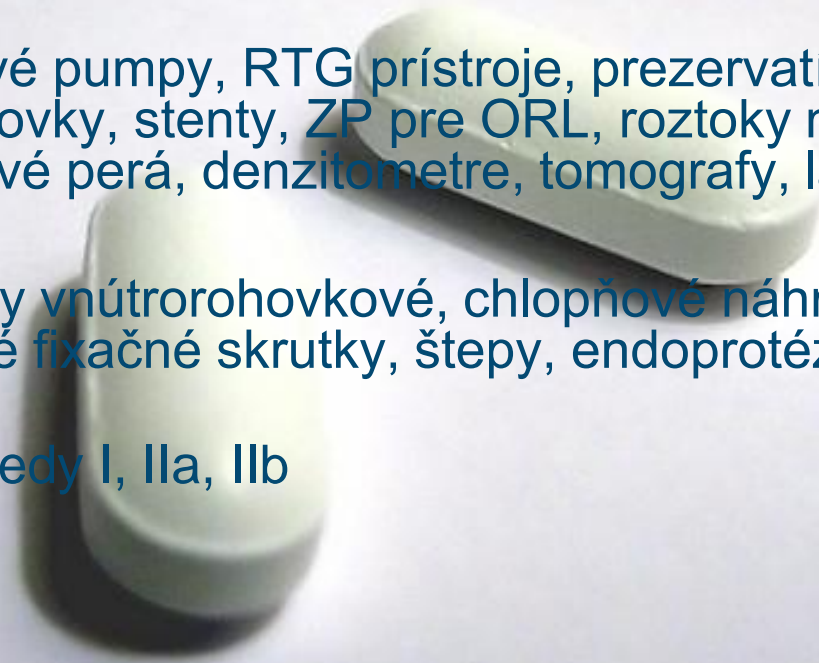 vé pumpy, RTG prístroje, prezervatí
ovky, stenty, ZP pre ORL, roztoky
vé perá, denzitometre, tomografy,
y vnútrorohovkové, chlopňové náhr
é fixačné skrutky, štepy, endoprotéz
edy I, IIa, IIb